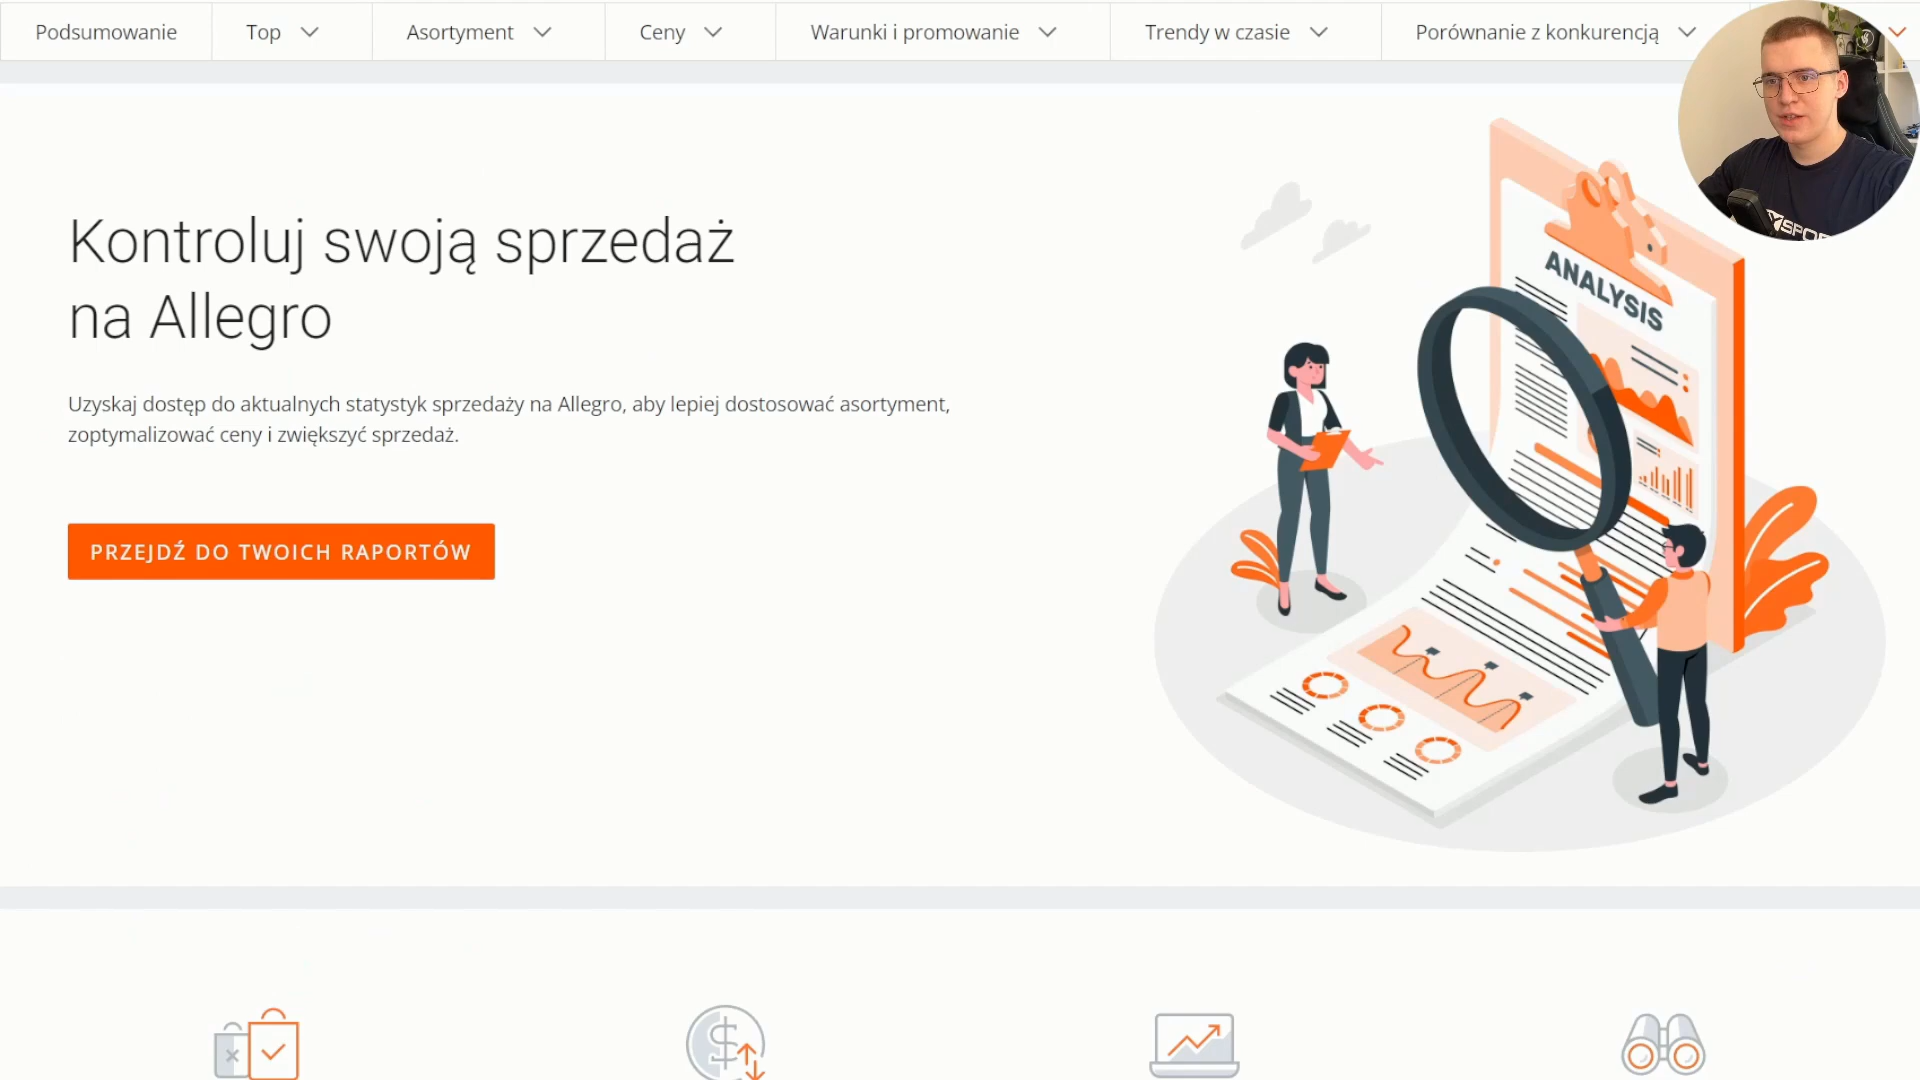 Podsumowanie
Top
Asortyment
Ceny
Warunki i promowanie
Trendy w czasie
Porównanie z konkurencją
Kontroluj swoją sprzedaż
na Allegro
Uzyskaj dostęp do aktualnych statystyk sprzedaży na Allegro, aby lepiej dostosować asortyment,
zoptymalizować ceny i zwiększyć sprzedaż.
PRZEJDŹ DO TWOICH RAPORTÓW
ANALYSIS